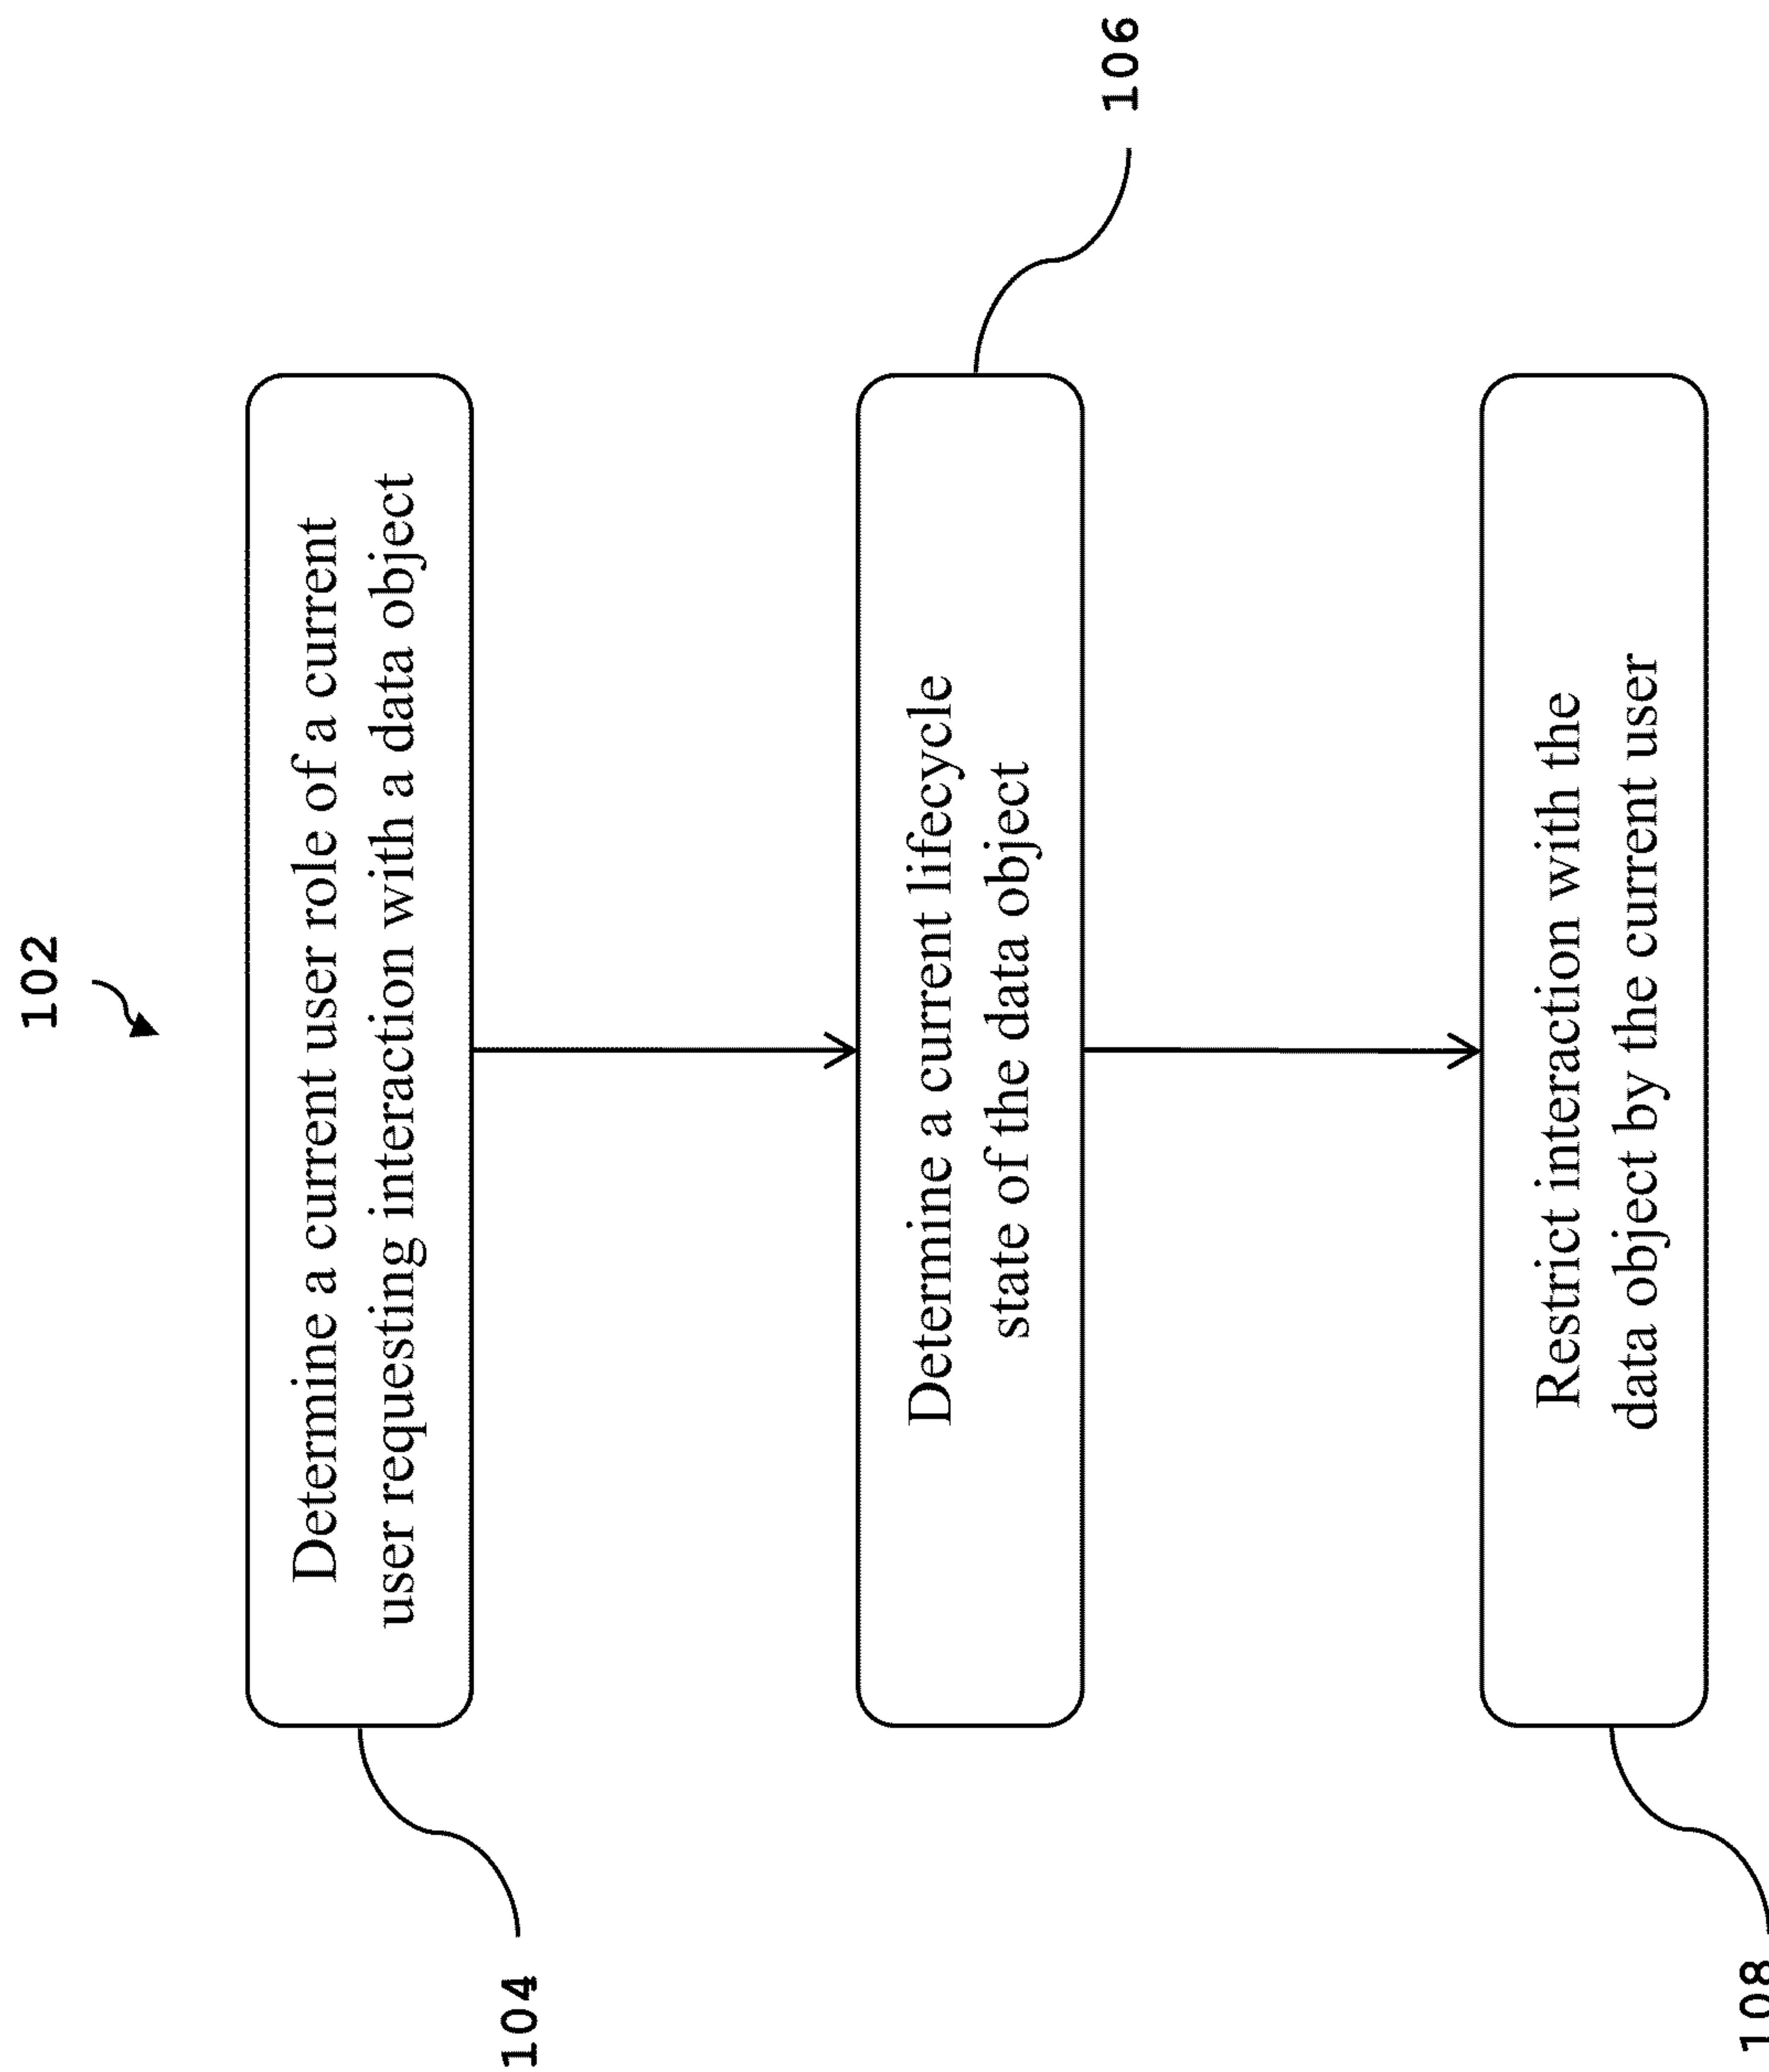 102
Determine a current user role of a current
user requesting interaction with a data object
104
Determine a current lifecycle
state of the data object
106
Restrict interaction with the
data object by the current user
108